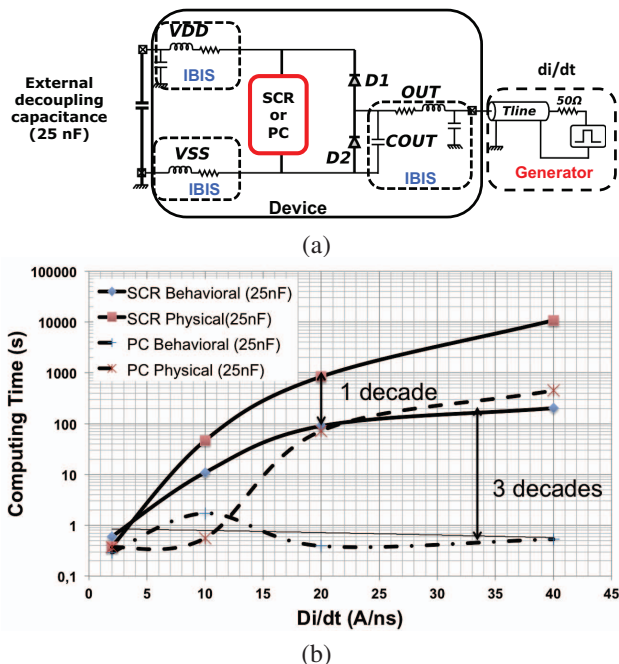 VDD
IBIS
External
decoupling
capacitance
(25 nF)
SCR
or
PC
D1
D2
OUT
COUT
IBIS
VSS
IBIS
Device
di/dt
Tline
50Ω
Generator
(a)
100000
10000
1000
100
10
1
0,1
Computing Time (s)
SCR Behavioral (25nF)
SCR Physical(25nF)
PC Behavioral (25nF)
PC Physical (25nF)
1 decade
3 decades
0 5 10 15 20 25 30 35 40 45
Di/dt (A/ns)
(b)